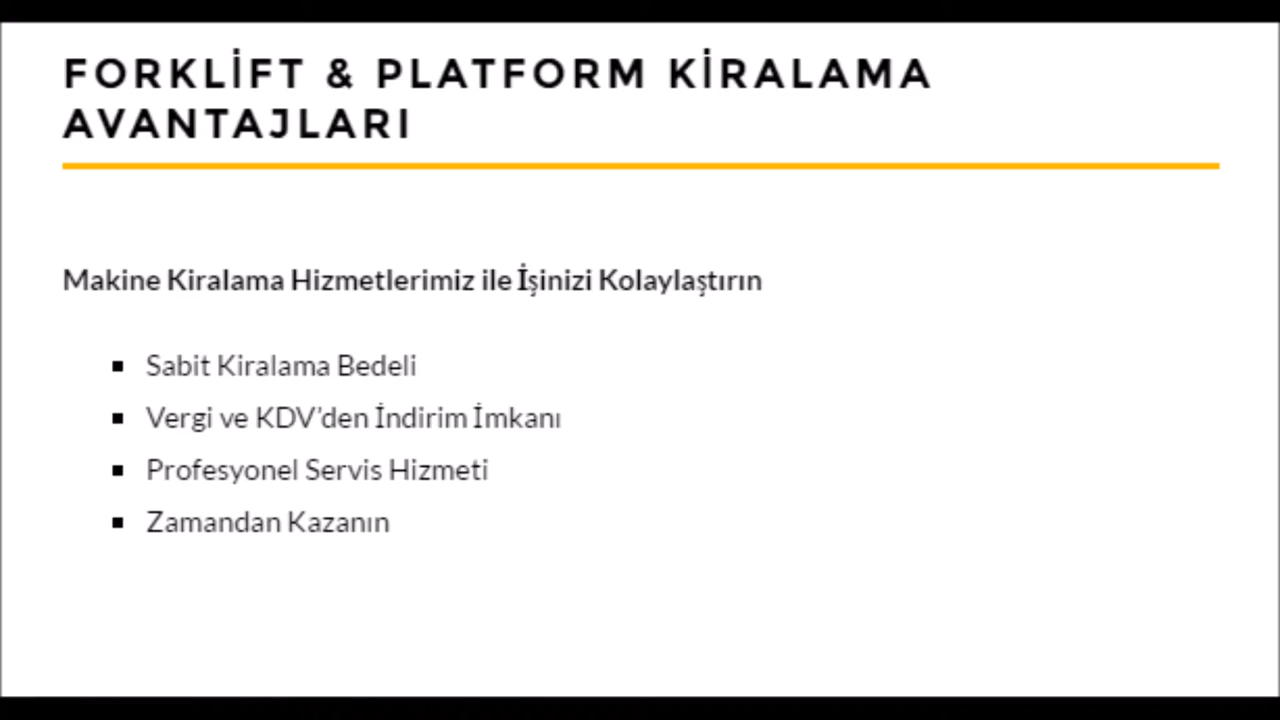 FORKLİFT & PLATFORM KİRALAMA
AVANTAJLARI
Makine Kiralama Hizmetlerimiz ile İşinizi Kolaylaştırın
▪ Sabit Kiralama Bedeli
▪ Vergi ve KDV’den İndirim İmkanı
▪ Profesyonel Servis Hizmeti
▪ Zamandan Kazanın